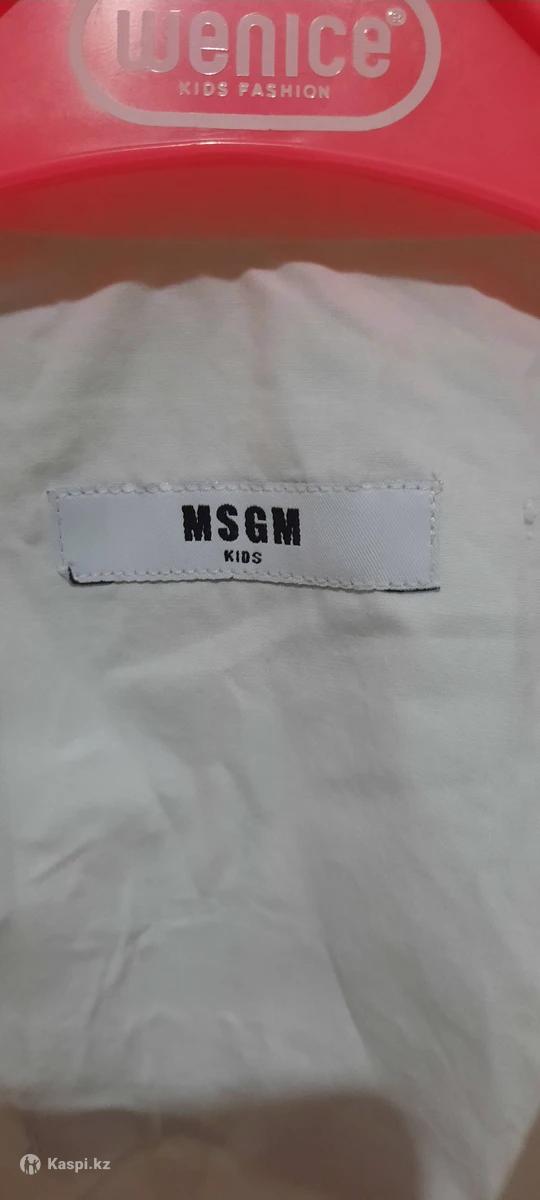 wenice®
KIDS FASHION
MSGM
KIDS
Kaspi.kz